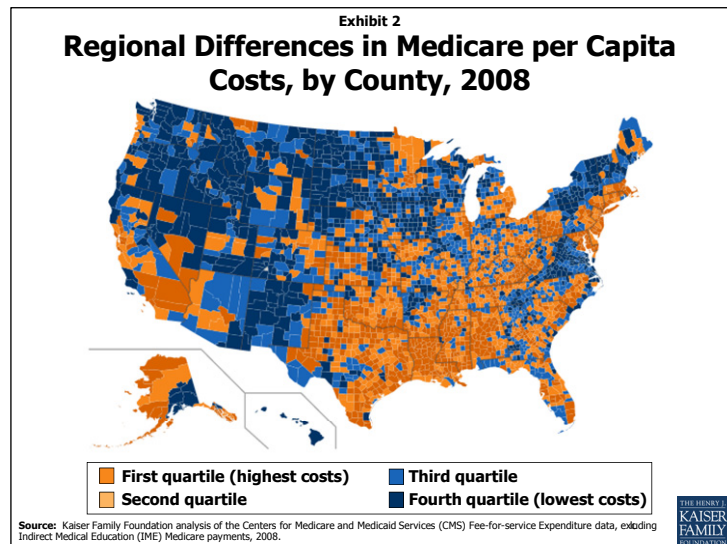 Exhibit 2
Regional Differences in Medicare per Capita
Costs, by County, 2008
First quartile (highest costs)
Third quartile
Second quartile
Fourth quartile (lowest costs)
Source: Kaiser Family Foundation analysis of the Centers for Medicare and Medicaid Services (CMS) Fee-for-service Expenditure data,
Indirect Medical Education (IME) Medicare payments, 2008.
THE HENRY J.
KAISER
FAMILY
FOUNDATION